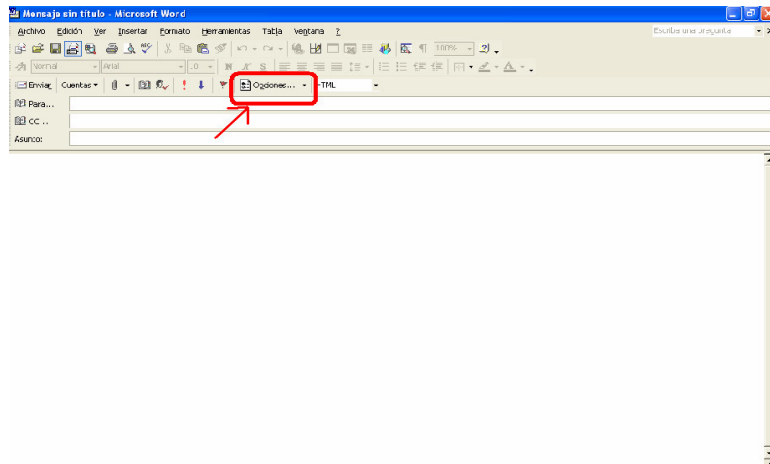 Mensaje sin título - Microsoft Word
Archivo Edición Ver Insertar Formato Herramientas Tabla Ventana ? Escriba una pregunta
Normal Arial 100%
N K S
Enviar Cuentas Opciones... HTML
Para...
CC ...
Asunto: